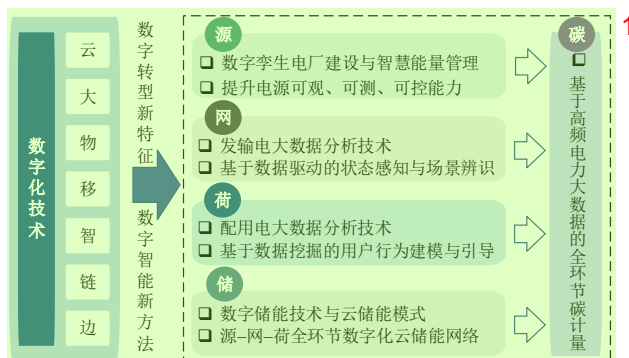 数字化技术
云
大
物
移
智
链
边
数字转型新特征
数字智能新方法
源
数字孪生电厂建设与智慧能量管理
提升电源可观、可测、可控能力
网
发输电大数据分析技术
基于数据驱动的状态感知与场景辨识
荷
配用电大数据分析技术
基于数据挖掘的用户行为建模与引导
储
数字储能技术与云储能模式
源–网–荷全环节数字化云储能网络
碳
基于高频电力大数据的全环节碳计量